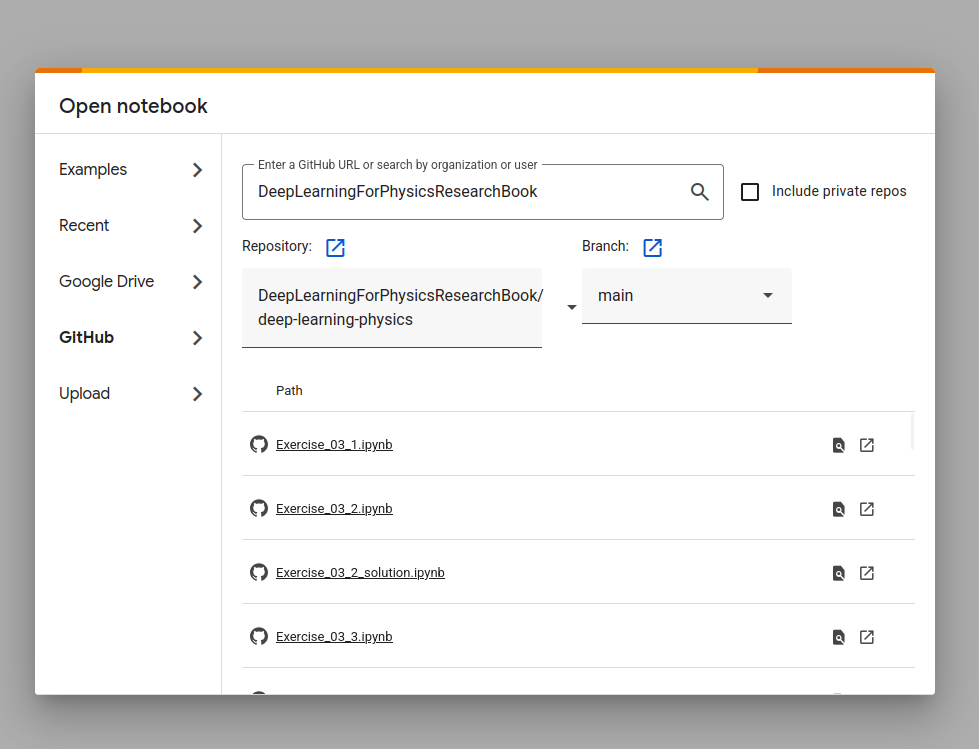 Open notebook
Examples
Recent
Google Drive
GitHub
Upload
Enter a GitHub URL or search by organization or user
DeepLearningForPhysicsResearchBook
Include private repos
Repository:
Branch:
DeepLearningForPhysicsResearchBook/
deep-learning-physics
main
Path
Exercise_03_1.ipynb
Exercise_03_2.ipynb
Exercise_03_2_solution.ipynb
Exercise_03_3.ipynb